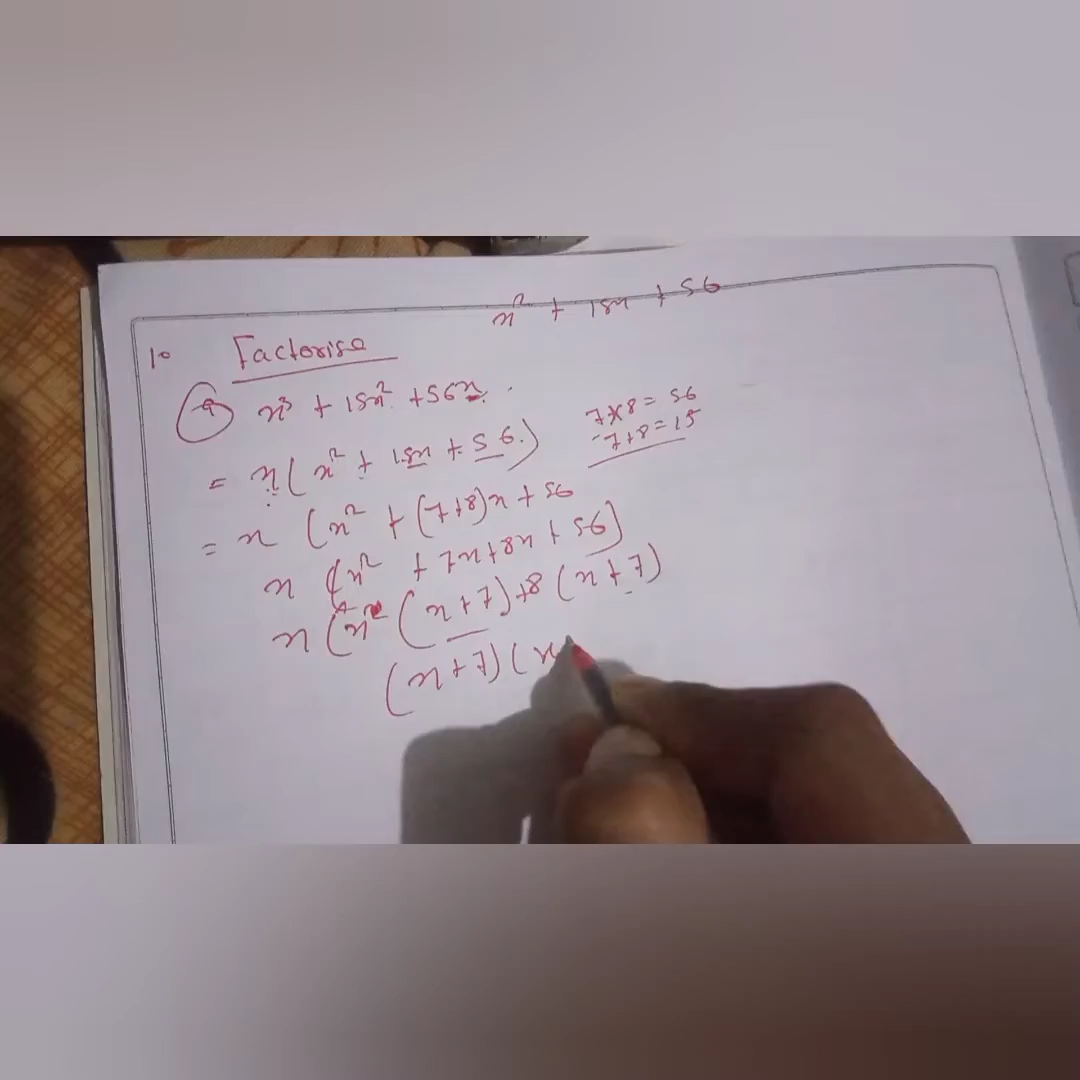 x² + 15x + 56
10 Factorise
a x³ + 15x² + 56x.
= x(x² + 15x + 56.)
7×8 = 56
7+8=15
= x (x² + (7+8)x + 56
x (x² + 7x+8x + 56)
x(x² (x+7)+8(x+7)
(x+7)(x